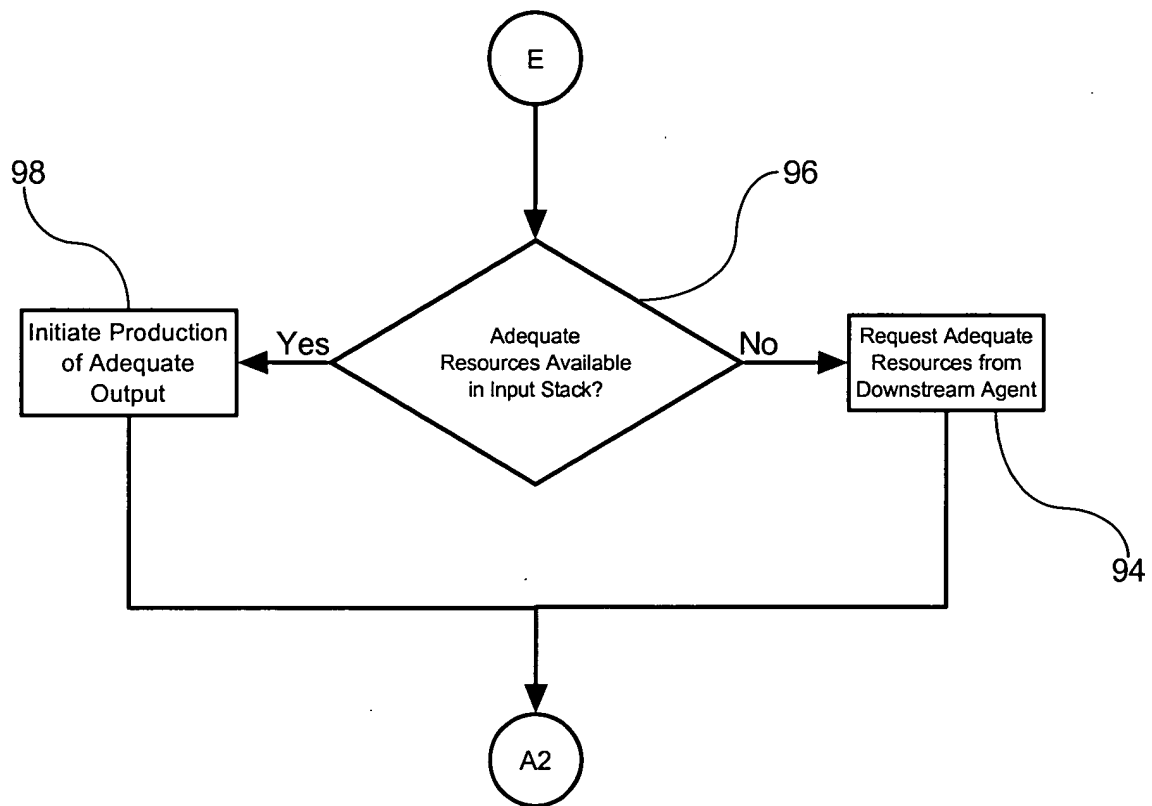 E
98
96
Initiate Production
of Adequate
Output
Yes
Adequate
Resources Available
in Input Stack?
No
Request Adequate
Resources from
Downstream Agent
94
A2